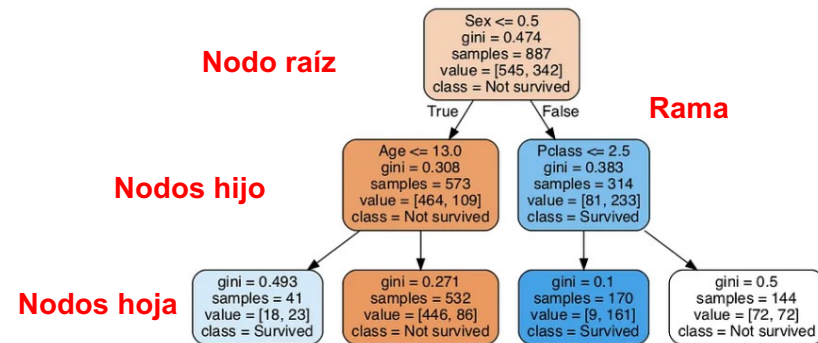 Sex <= 0.5
gini = 0.474
samples = 887
value = [545, 342]
class = Not survived
Nodo raíz
True
False
Rama
Age <= 13.0
gini = 0.308
samples = 573
value = [464, 109]
class = Not survived
Pclass <= 2.5
gini = 0.383
samples = 314
value = [81, 233]
class = Survived
Nodos hijo
Nodos hoja
gini = 0.493
samples = 41
value = [18, 23]
class = Survived
gini = 0.271
samples = 532
value = [446, 86]
class = Not survived
gini = 0.1
samples = 170
value = [9, 161]
class = Survived
gini = 0.5
samples = 144
value = [72, 72]
class = Not survived